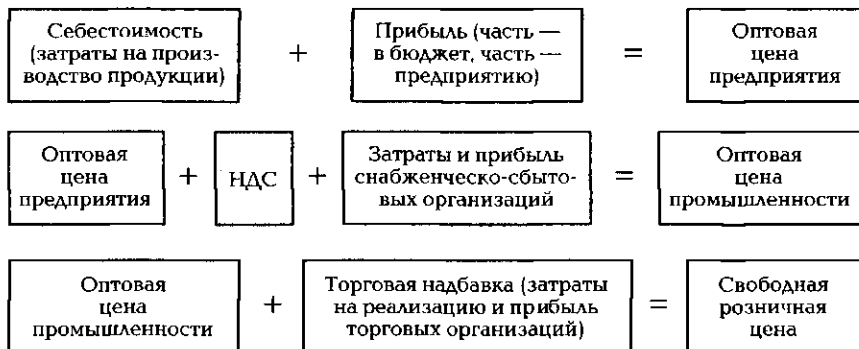 Себестоимость
(затраты на произ-
водство продукции)
+
Прибыль (часть —
в бюджет, часть —
предприятию)
=
Оптовая
цена
предприятия
Оптовая
цена
предприятия
+
НДС
+
Затраты и прибыль
снабженческо-сбыто-
вых организаций
=
Оптовая
цена
промышленности
Оптовая
цена
промышленности
+
Торговая надбавка (затраты
на реализацию и прибыль
торговых организаций)
=
Свободная
розничная
цена